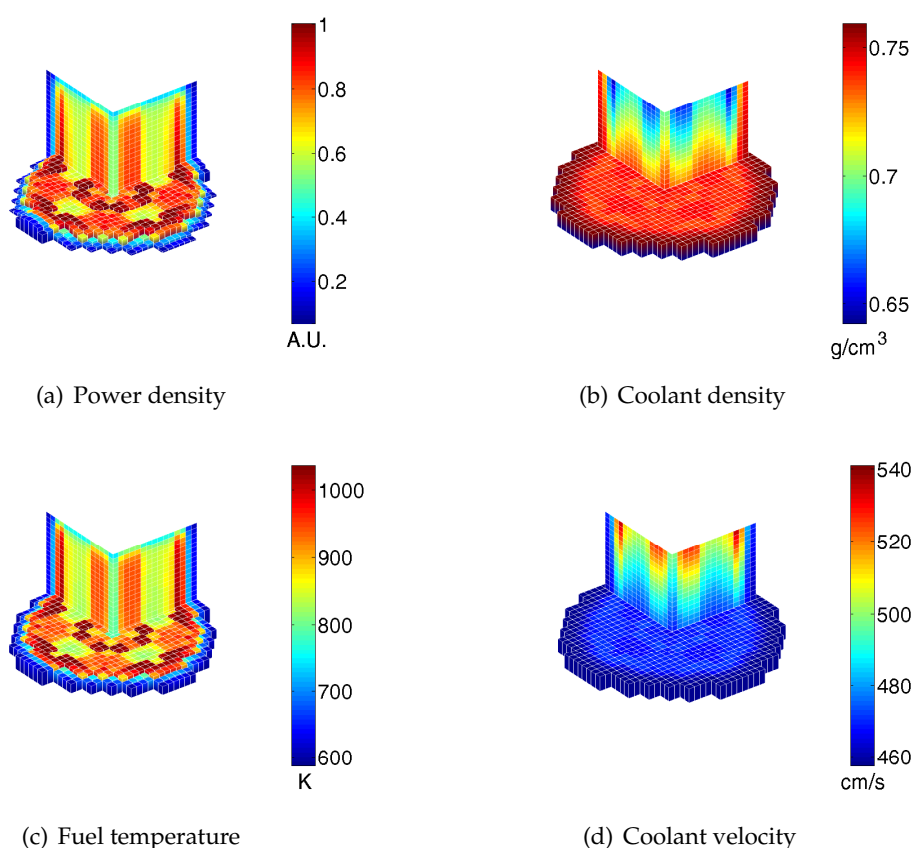 1
0.8
0.6
0.4
0.2
A.U.
(a) Power density
0.75
0.7
0.65
g/cm³
(b) Coolant density
1000
900
800
700
600
K
(c) Fuel temperature
540
520
500
480
460
cm/s
(d) Coolant velocity